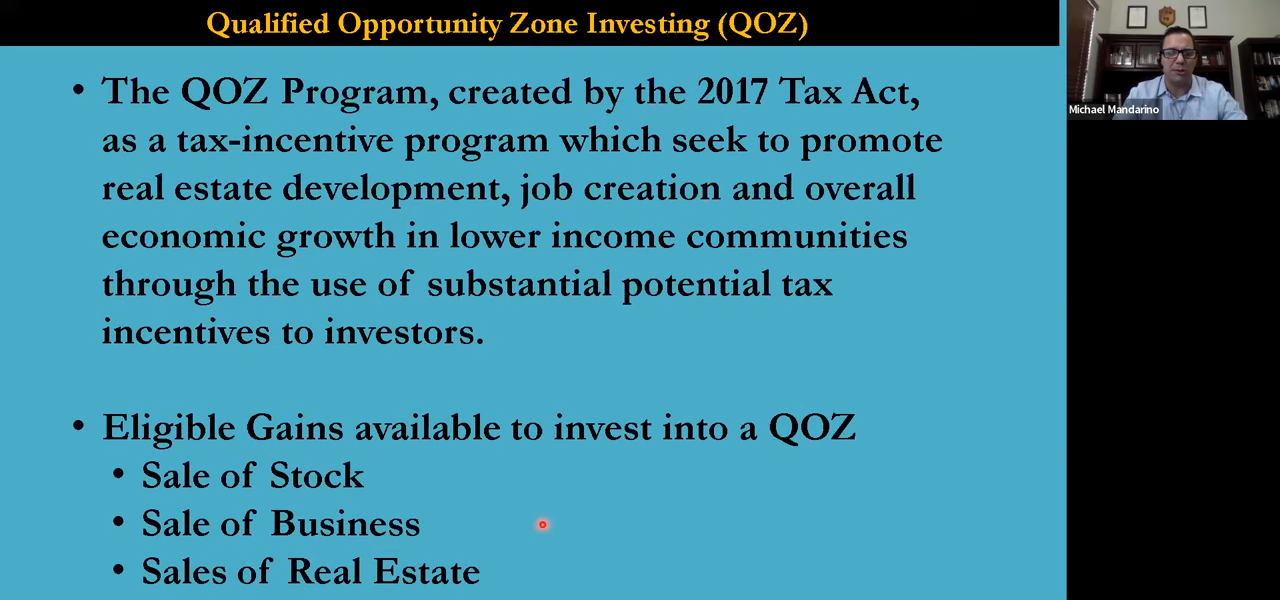 Qualified Opportunity Zone Investing (QOZ)
• The QOZ Program, created by the 2017 Tax Act,
as a tax-incentive program which seek to promote
real estate development, job creation and overall
economic growth in lower income communities
through the use of substantial potential tax
incentives to investors.
• Eligible Gains available to invest into a QOZ
• Sale of Stock
• Sale of Business
• Sales of Real Estate
Michael Mandarino